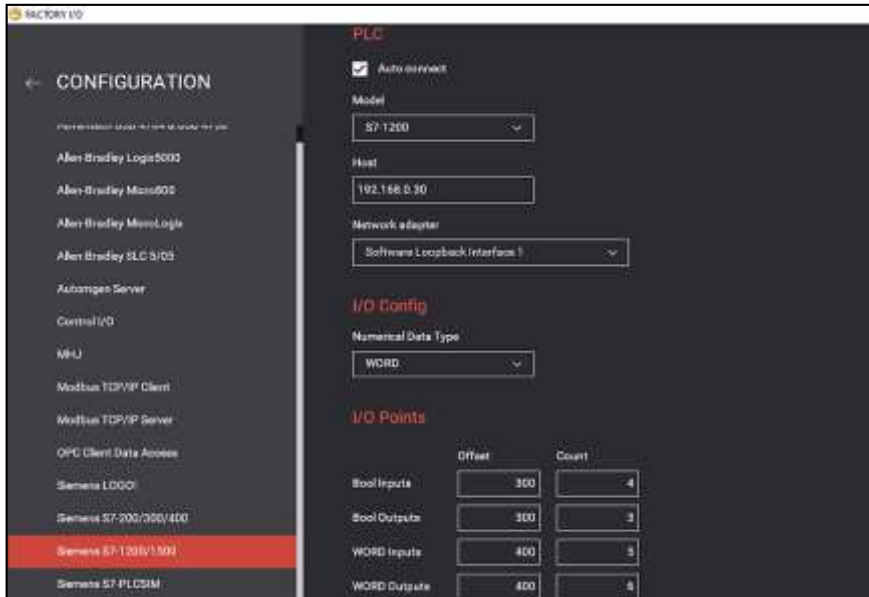 FACTORY I/O
CONFIGURATION
Allen-Bradley Logix5000
Allen-Bradley Micro800
Allen-Bradley MicroLogix
Allen-Bradley SLC 5/05
Automgen Server
Control I/O
MHJ
Modbus TCP/IP Client
Modbus TCP/IP Server
OPC Client Data Access
Siemens LOGO!
Siemens S7-200/300/400
Siemens S7-1200/1500
Siemens S7-PLCSIM
PLC
Auto connect
Model
S7-1200
Host
192.168.0.30
Network adapter
Software Loopback Interface 1
I/O Config
Numerical Data Type
WORD
I/O Points
Offset Count
Bool Inputs 300 4
Bool Outputs 300 3
WORD Inputs 400 5
WORD Outputs 400 6